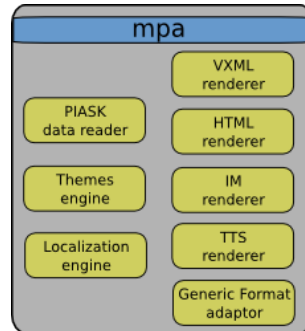 mpa
PIASK
data reader
Themes
engine
Localization
engine
VXML
renderer
HTML
renderer
IM
renderer
TTS
renderer
Generic Format
adaptor